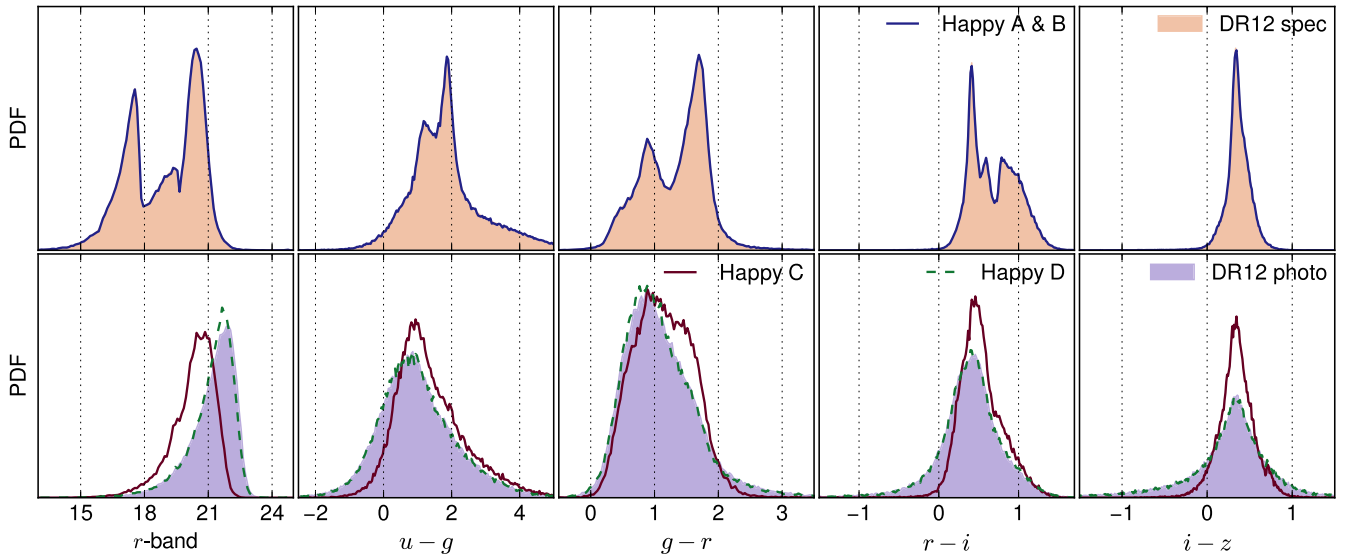 PDF
Happy A & B
DR12 spec
PDF
Happy C
Happy D
DR12 photo
15 18 21 24
−2 0 2 4
0 1 2 3
−1 0 1
−1 0 1
r-band
u − g
g − r
r − i
i − z